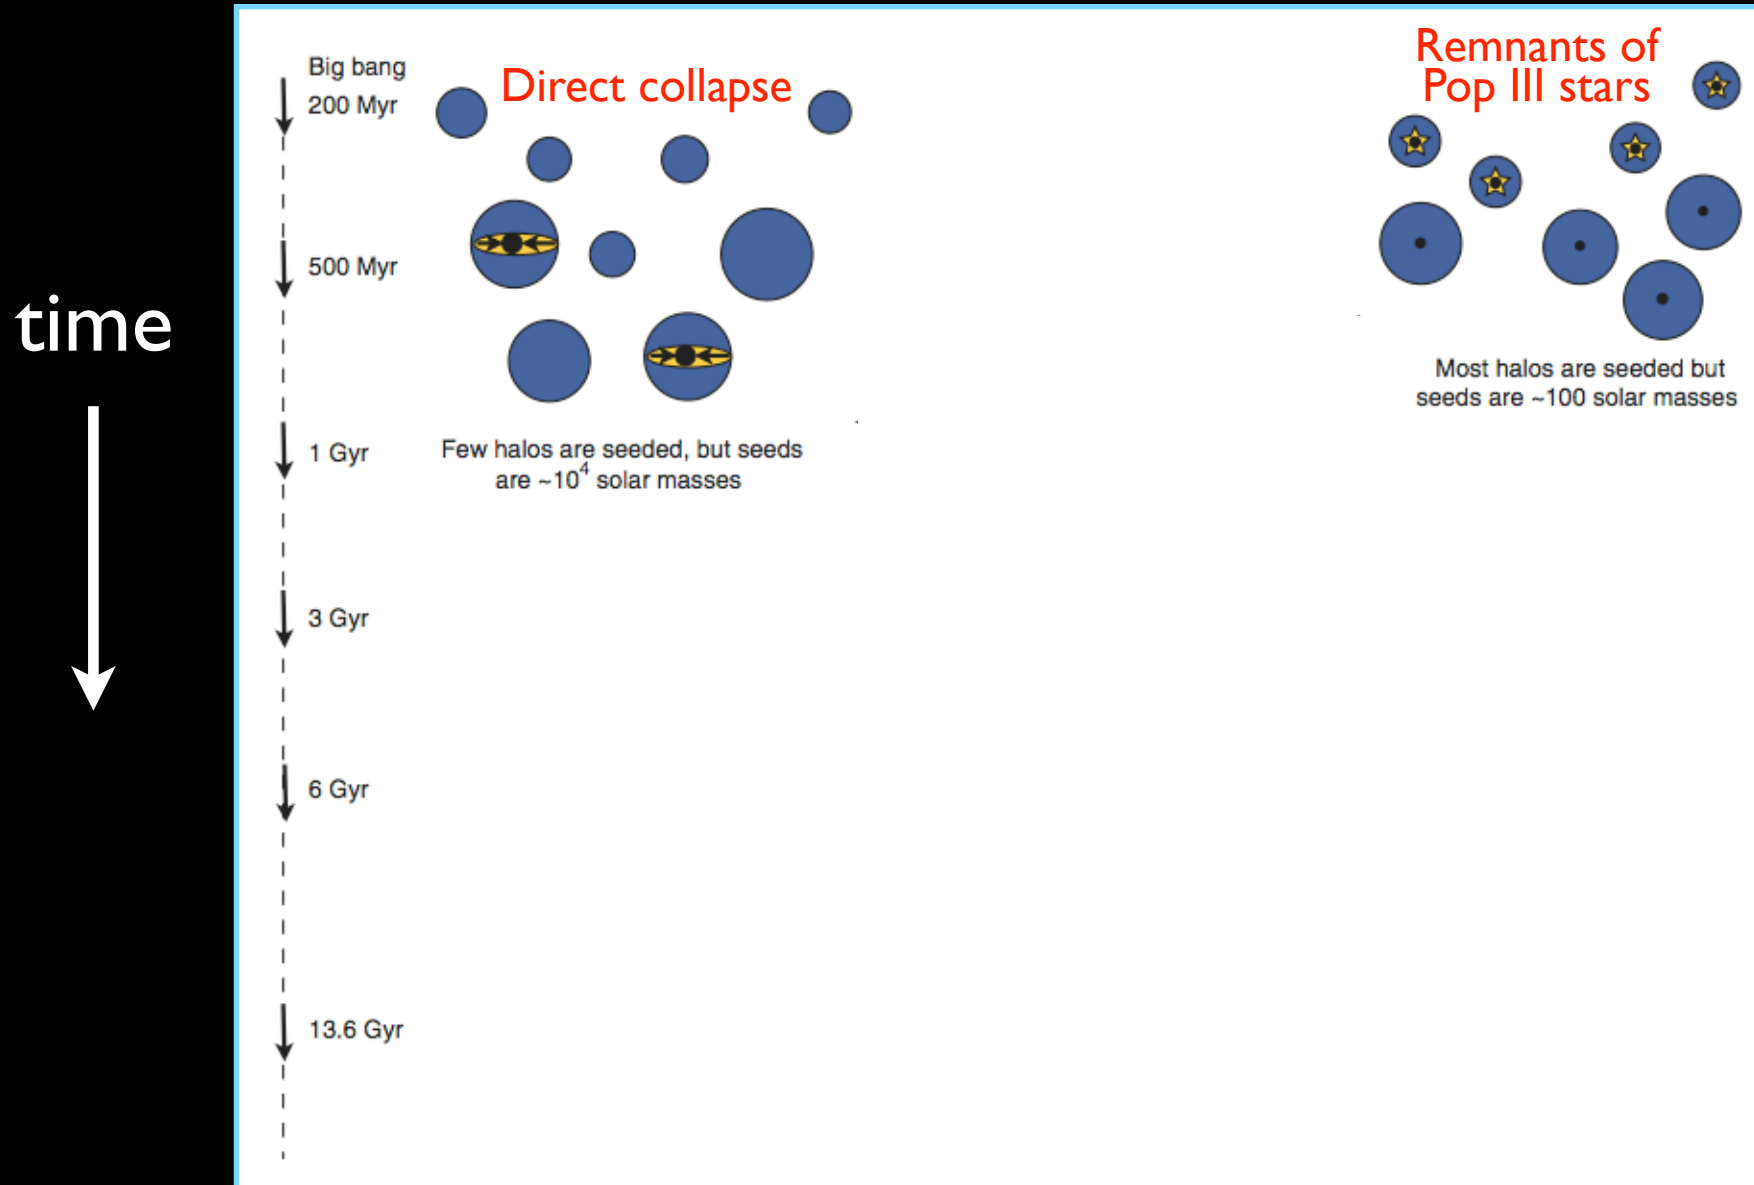 time
Big bang
200 Myr
500 Myr
1 Gyr
3 Gyr
6 Gyr
13.6 Gyr
Direct collapse
Few halos are seeded, but seeds
are ~10⁴ solar masses
Remnants of
Pop III stars
Most halos are seeded but
seeds are ~100 solar masses